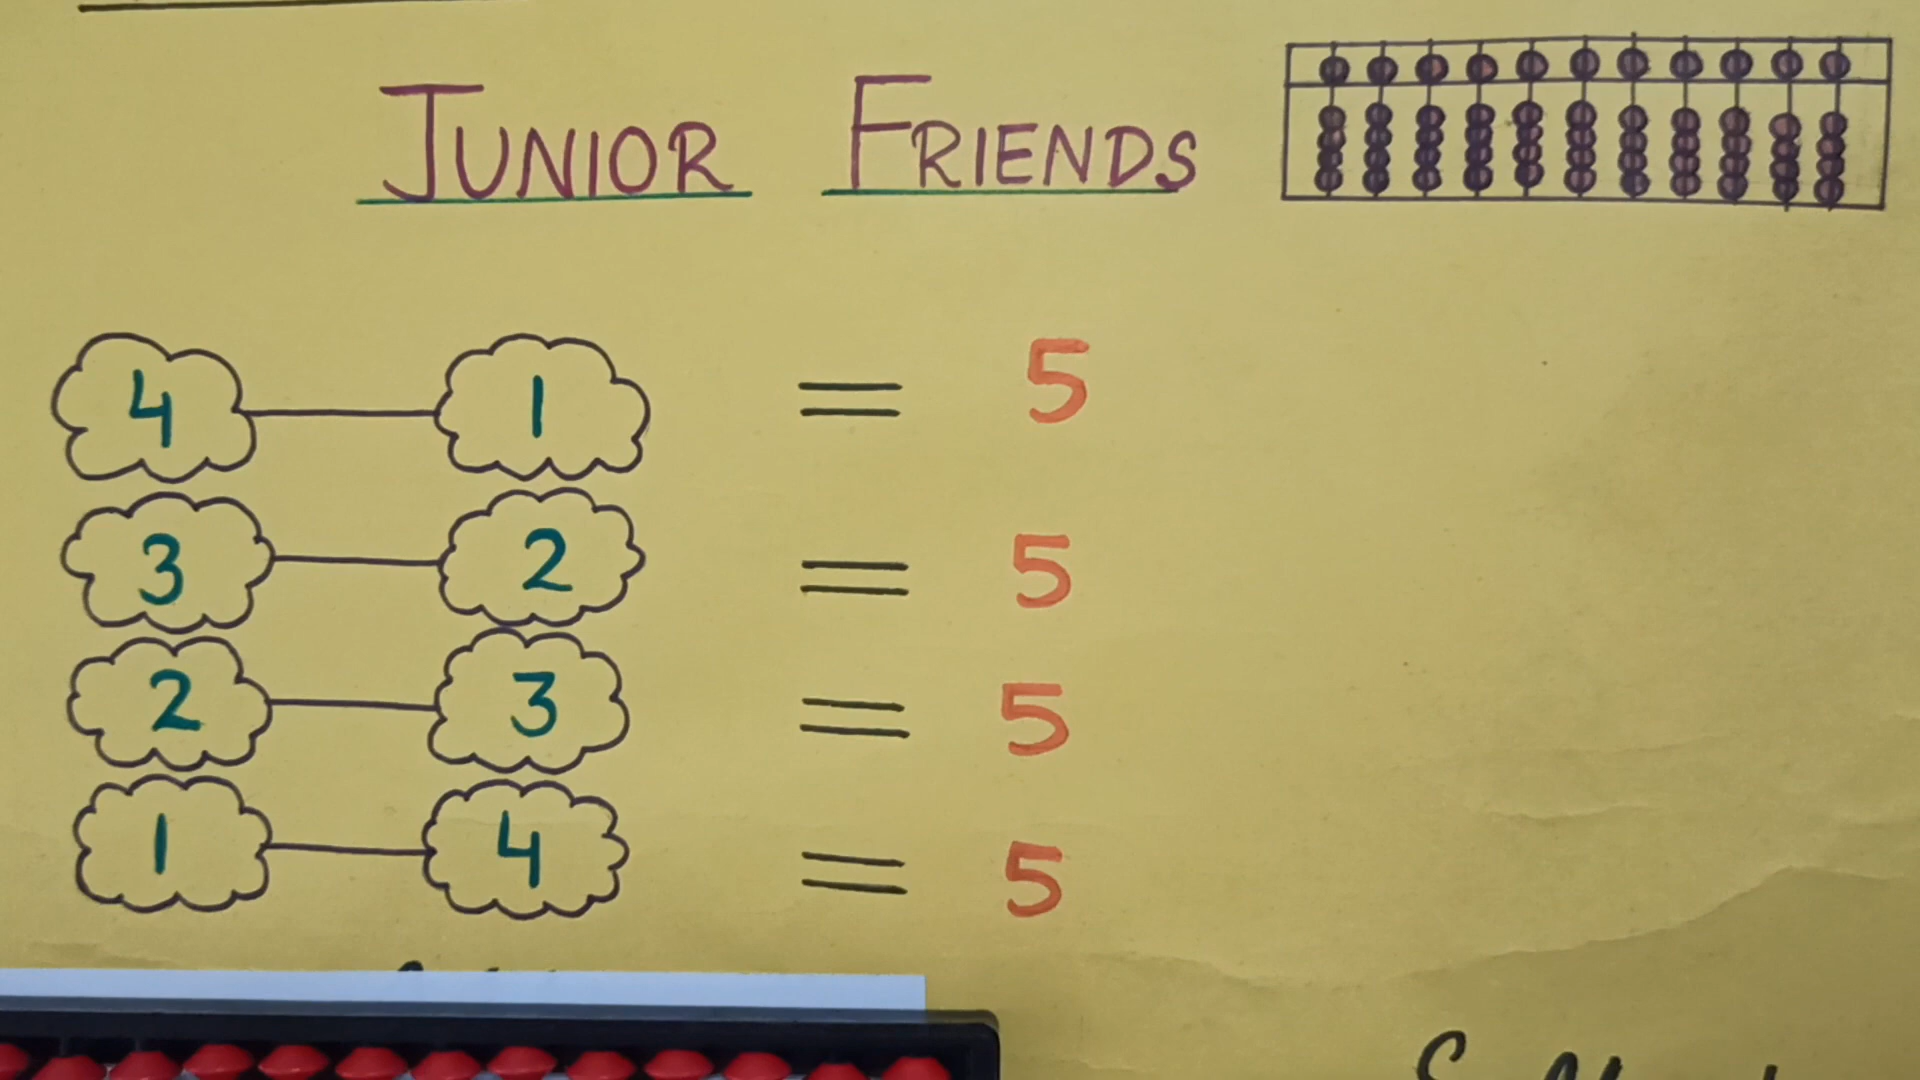 JUNIOR FRIENDS
4 1 = 5
3 2 = 5
2 3 = 5
1 4 = 5